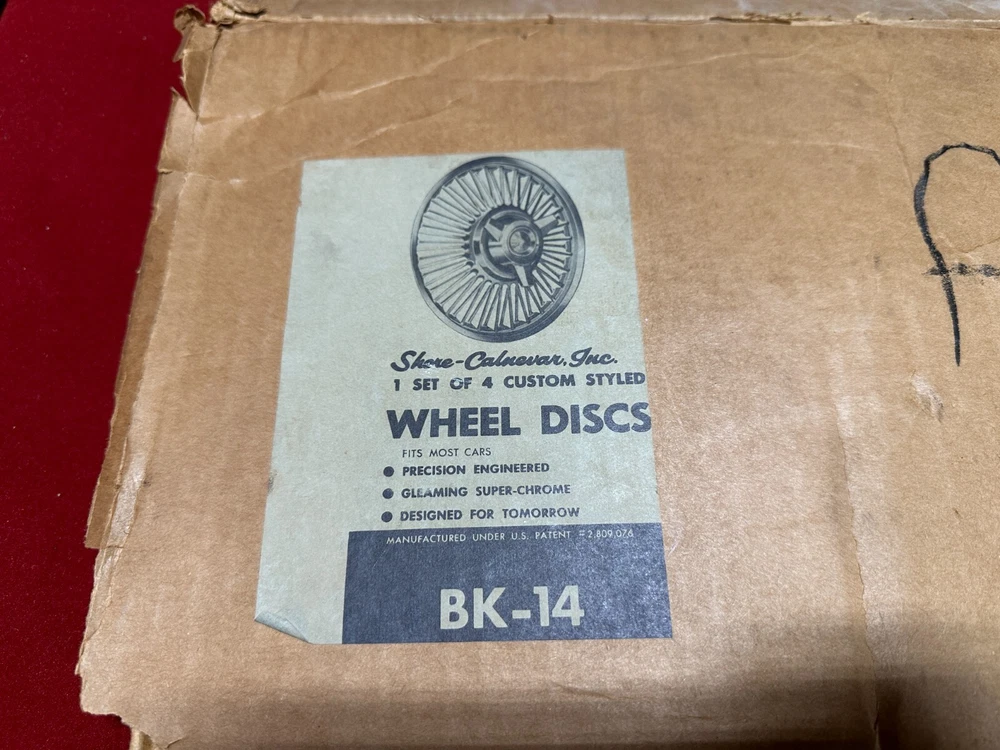 Shore-Calnevar, Inc.
1 SET OF 4 CUSTOM STYLED
WHEEL DISCS
FITS MOST CARS
● PRECISION ENGINEERED
● GLEAMING SUPER-CHROME
● DESIGNED FOR TOMORROW
MANUFACTURED UNDER U.S. PATENT #2,809,076
BK-14